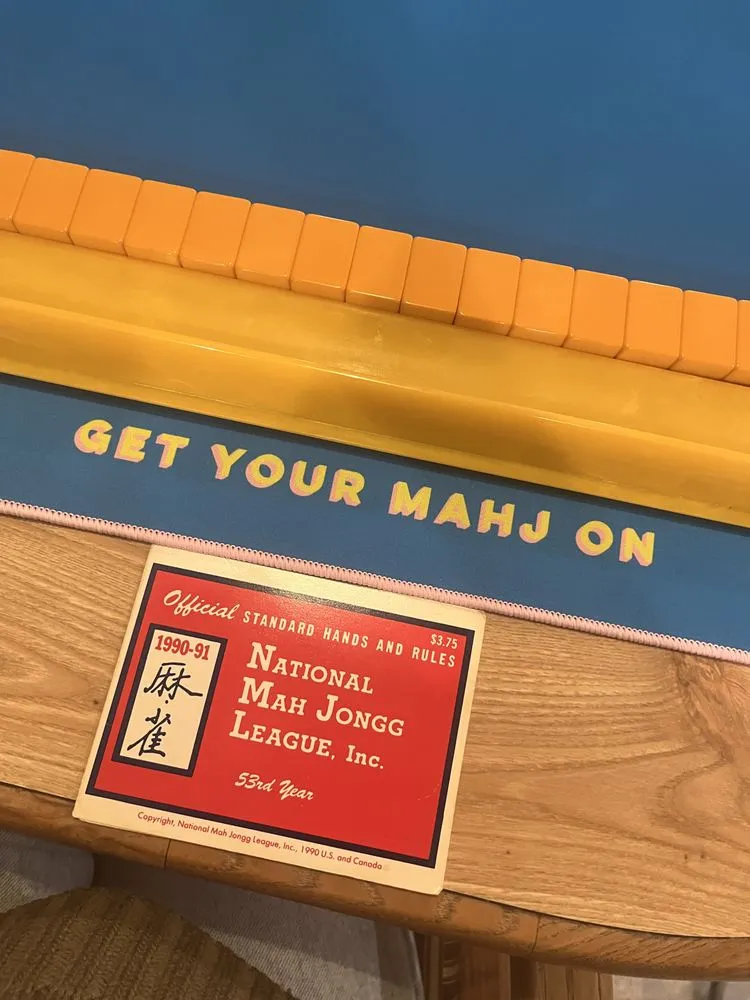 GET YOUR MAHJ ON
Official STANDARD HANDS AND RULES
$3.75
1990-91
麻雀
NATIONAL
MAH JONGG
LEAGUE, Inc.
53rd Year
Copyright, National Mah Jongg League, Inc., 1990 U.S. and Canada